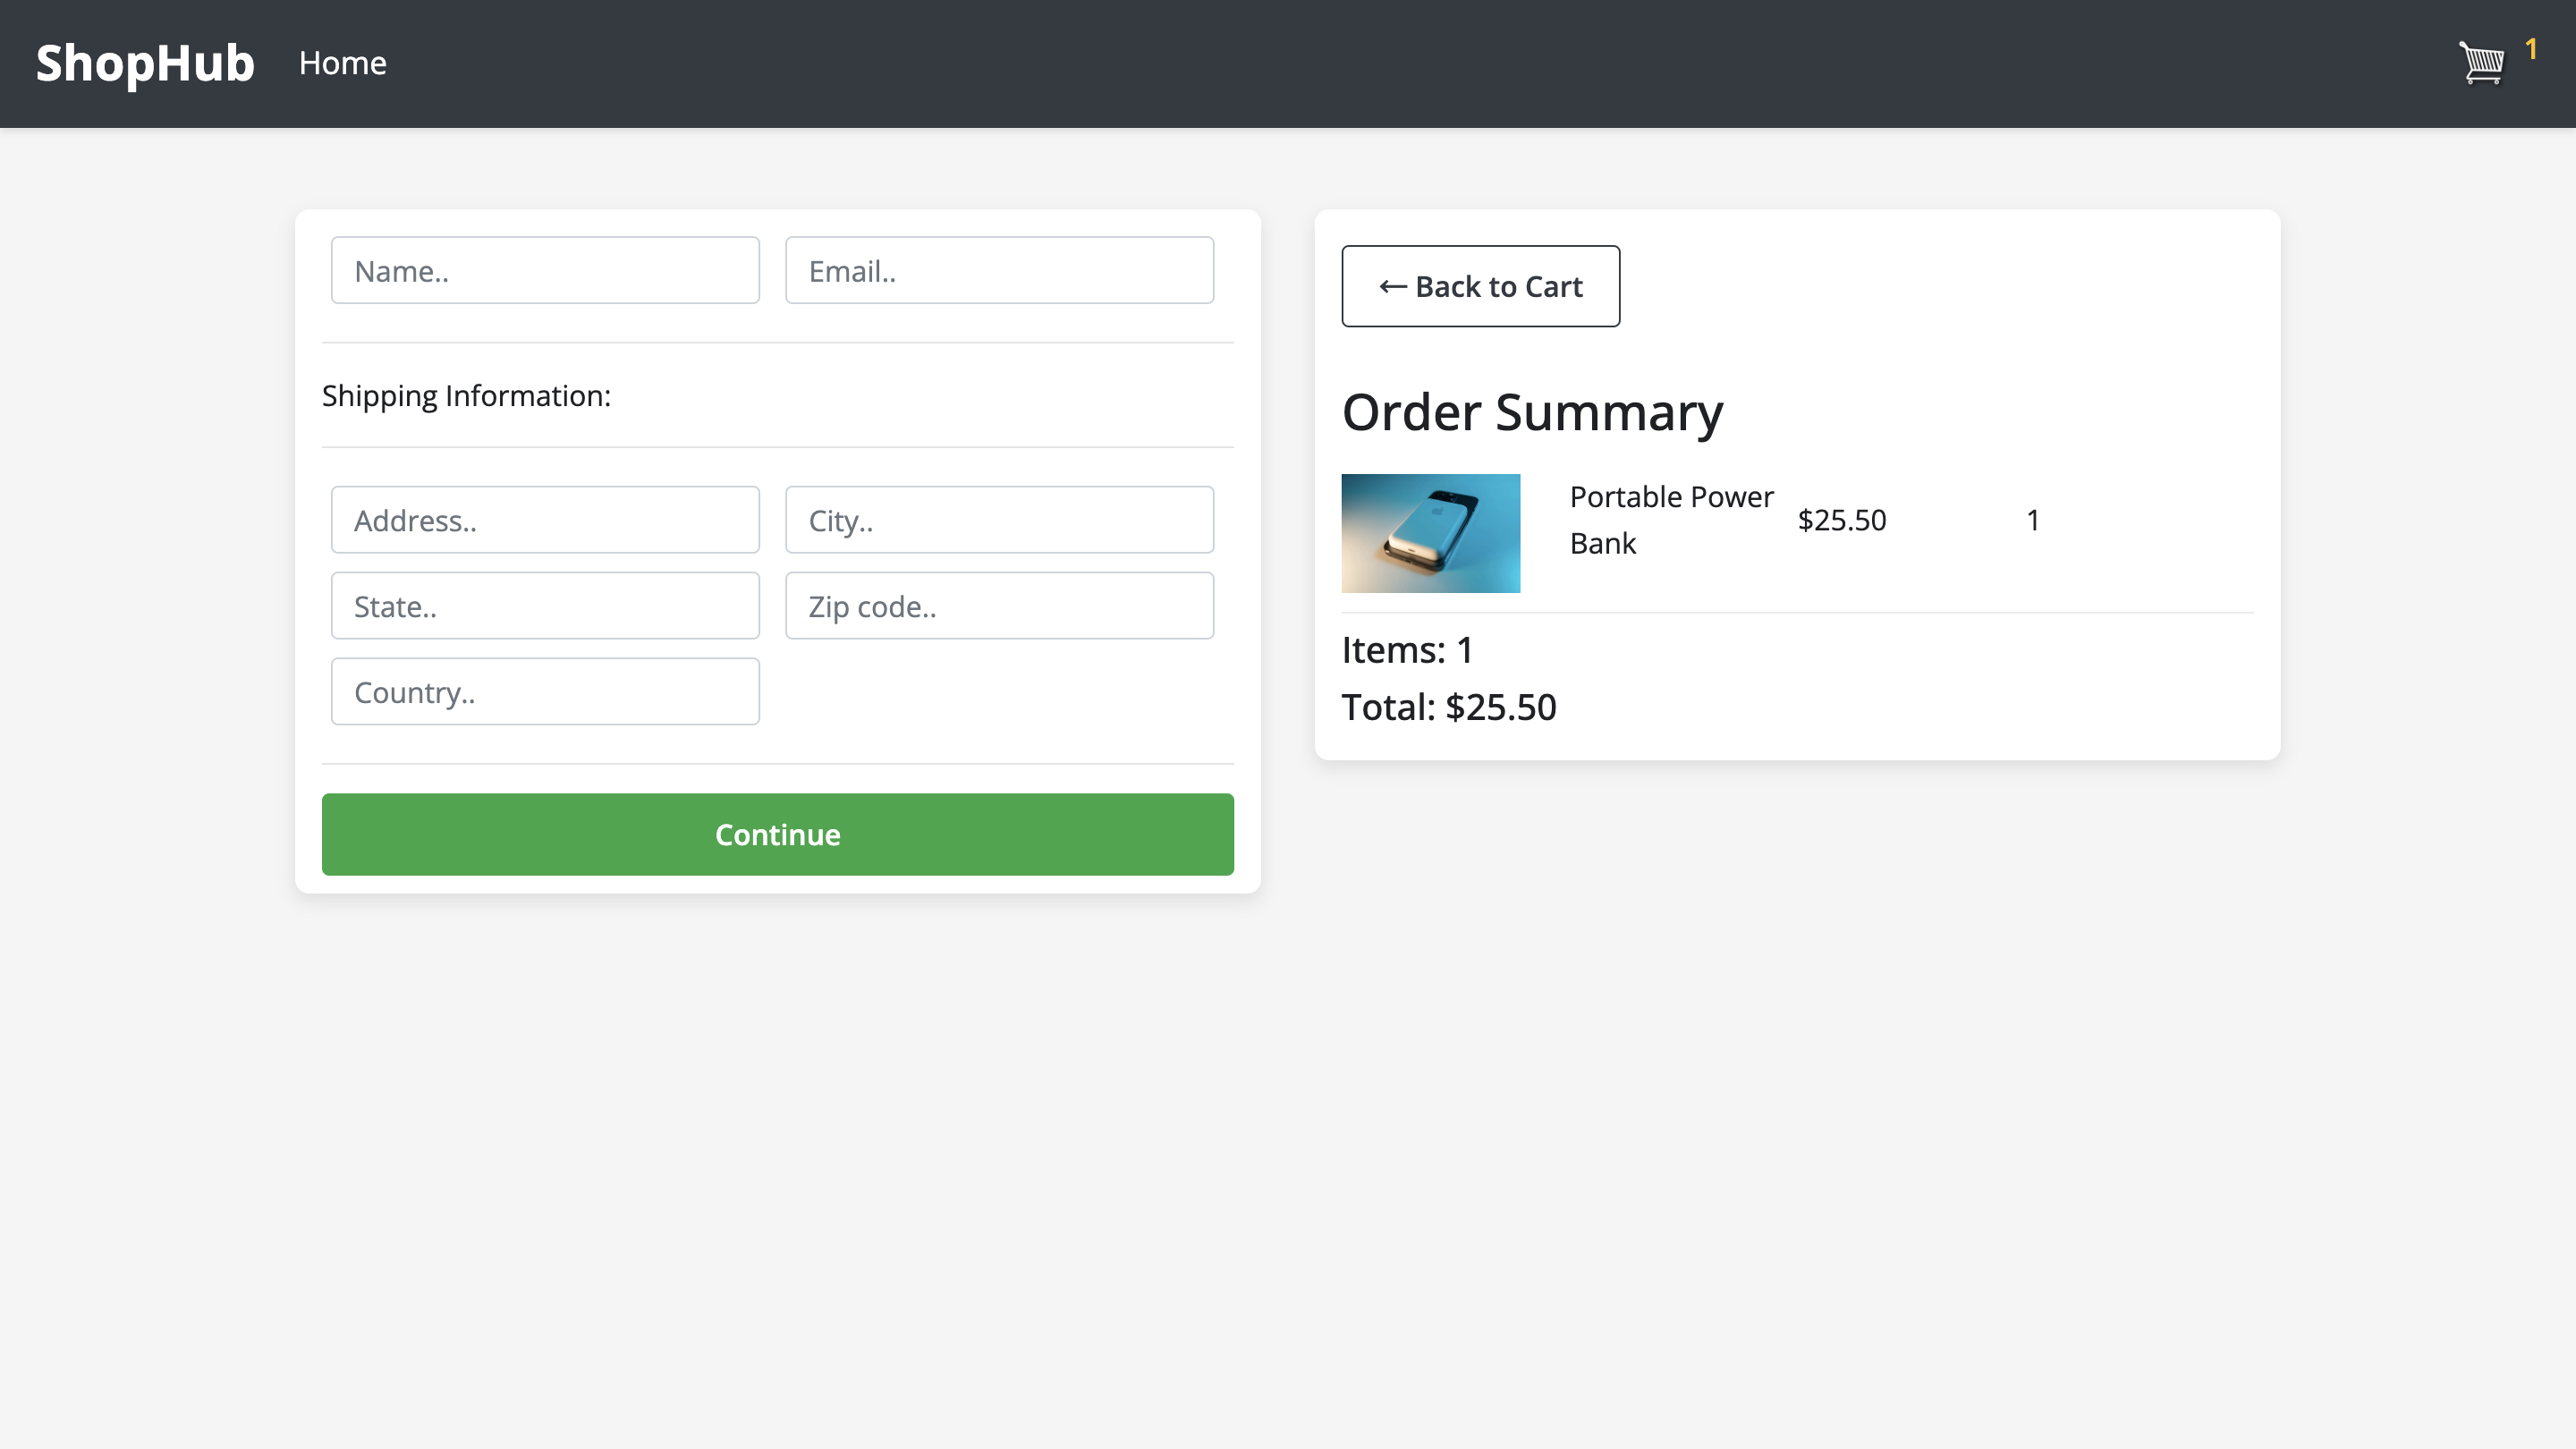 ShopHub Home 1
Name.. Email..
Shipping Information:
Address.. City..
State.. Zip code..
Country..
Continue
← Back to Cart
Order Summary
Portable Power
Bank
$25.50 1
Items: 1
Total: $25.50